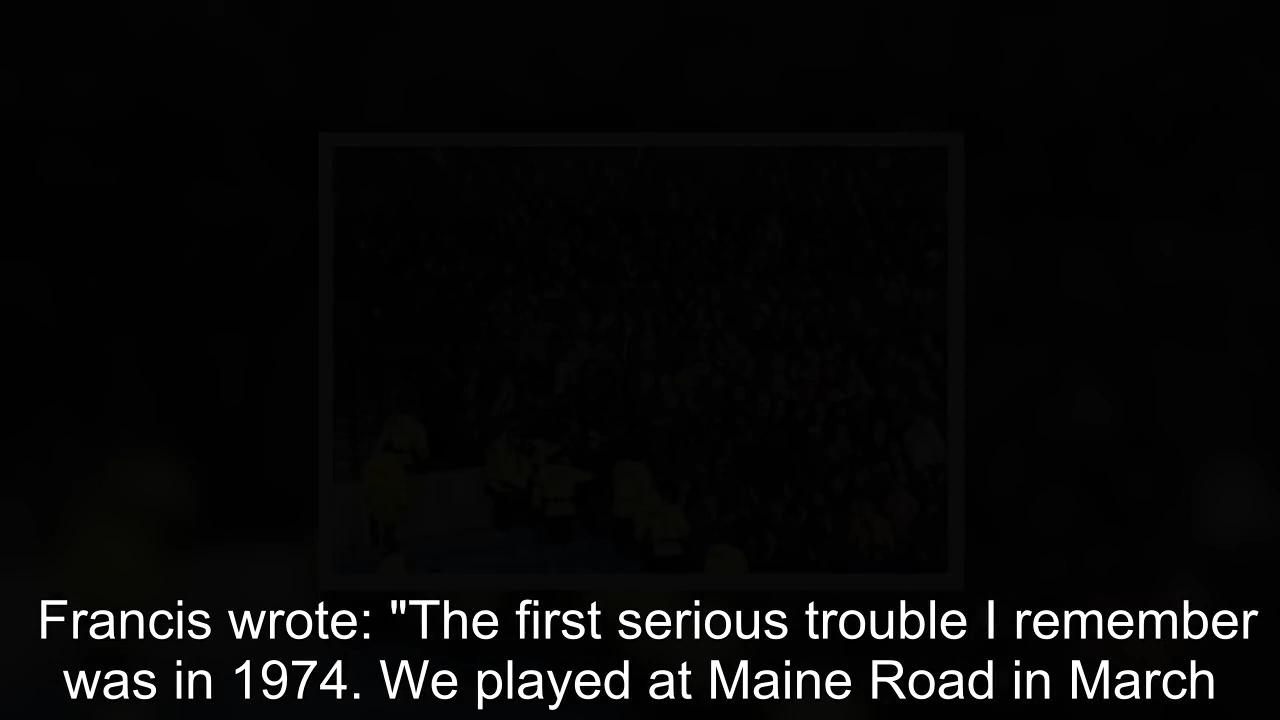 Francis wrote: "The first serious trouble I remember
was in 1974. We played at Maine Road in March